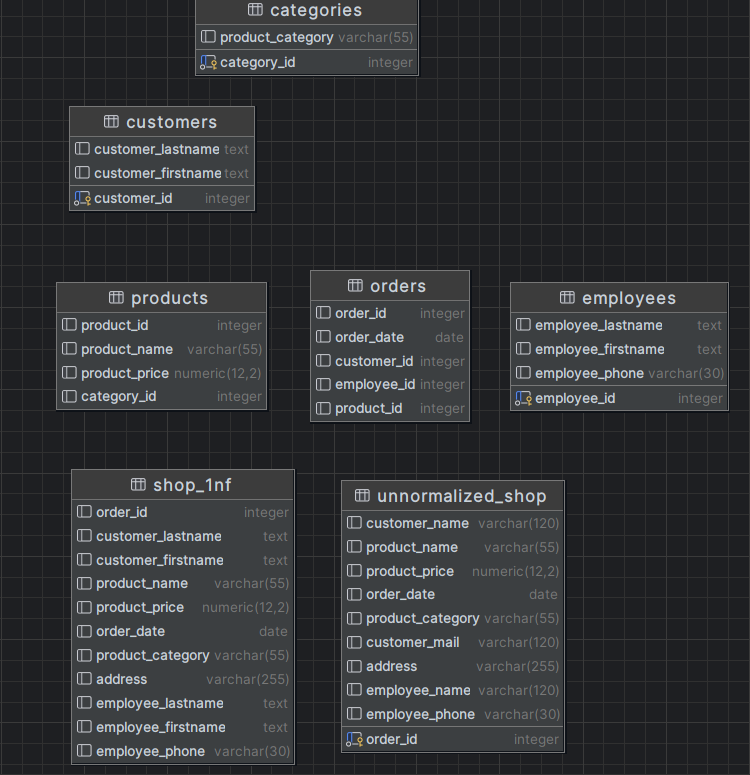 categories
product_category varchar(55)
category_id integer
customers
customer_lastname text
customer_firstname text
customer_id integer
products
product_id integer
product_name varchar(55)
product_price numeric(12,2)
category_id integer
orders
order_id integer
order_date date
customer_id integer
employee_id integer
product_id integer
employees
employee_lastname text
employee_firstname text
employee_phone varchar(30)
employee_id integer
shop_1nf
order_id integer
customer_lastname text
customer_firstname text
product_name varchar(55)
product_price numeric(12,2)
order_date date
product_category varchar(55)
address varchar(255)
employee_lastname text
employee_firstname text
employee_phone varchar(30)
unnormalized_shop
customer_name varchar(120)
product_name varchar(55)
product_price numeric(12,2)
order_date date
product_category varchar(55)
customer_mail varchar(120)
address varchar(255)
employee_name varchar(120)
employee_phone varchar(30)
order_id integer